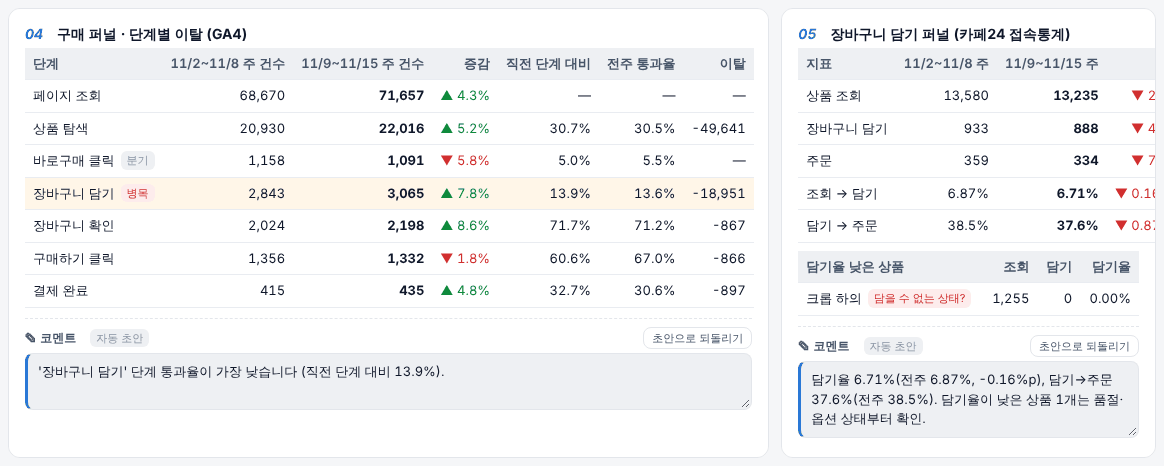 04 구매 퍼널 · 단계별 이탈 (GA4)
단계 11/2~11/8 주 건수 11/9~11/15 주 건수 증감 직전 단계 대비 전주 통과율 이탈
페이지 조회 68,670 71,657 ▲ 4.3% — — —
상품 탐색 20,930 22,016 ▲ 5.2% 30.7% 30.5% -49,641
바로구매 클릭 분기 1,158 1,091 ▼ 5.8% 5.0% 5.5% —
장바구니 담기 병목 2,843 3,065 ▲ 7.8% 13.9% 13.6% -18,951
장바구니 확인 2,024 2,198 ▲ 8.6% 71.7% 71.2% -867
구매하기 클릭 1,356 1,332 ▼ 1.8% 60.6% 67.0% -866
결제 완료 415 435 ▲ 4.8% 32.7% 30.6% -897
✎ 코멘트 자동 초안 초안으로 되돌리기
'장바구니 담기' 단계 통과율이 가장 낮습니다 (직전 단계 대비 13.9%).
05 장바구니 담기 퍼널 (카페24 접속통계)
지표 11/2~11/8 주 11/9~11/15 주
상품 조회 13,580 13,235 ▼ 2
장바구니 담기 933 888 ▼ 4
주문 359 334 ▼ 7
조회 → 담기 6.87% 6.71% ▼ 0.16
담기 → 주문 38.5% 37.6% ▼ 0.87
담기율 낮은 상품 조회 담기 담기율
크롭 하의 담을 수 없는 상태? 1,255 0 0.00%
✎ 코멘트 자동 초안 초안으로 되돌리기
담기율 6.71%(전주 6.87%, -0.16%p), 담기→주문
37.6%(전주 38.5%). 담기율이 낮은 상품 1개는 품절·
옵션 상태부터 확인.